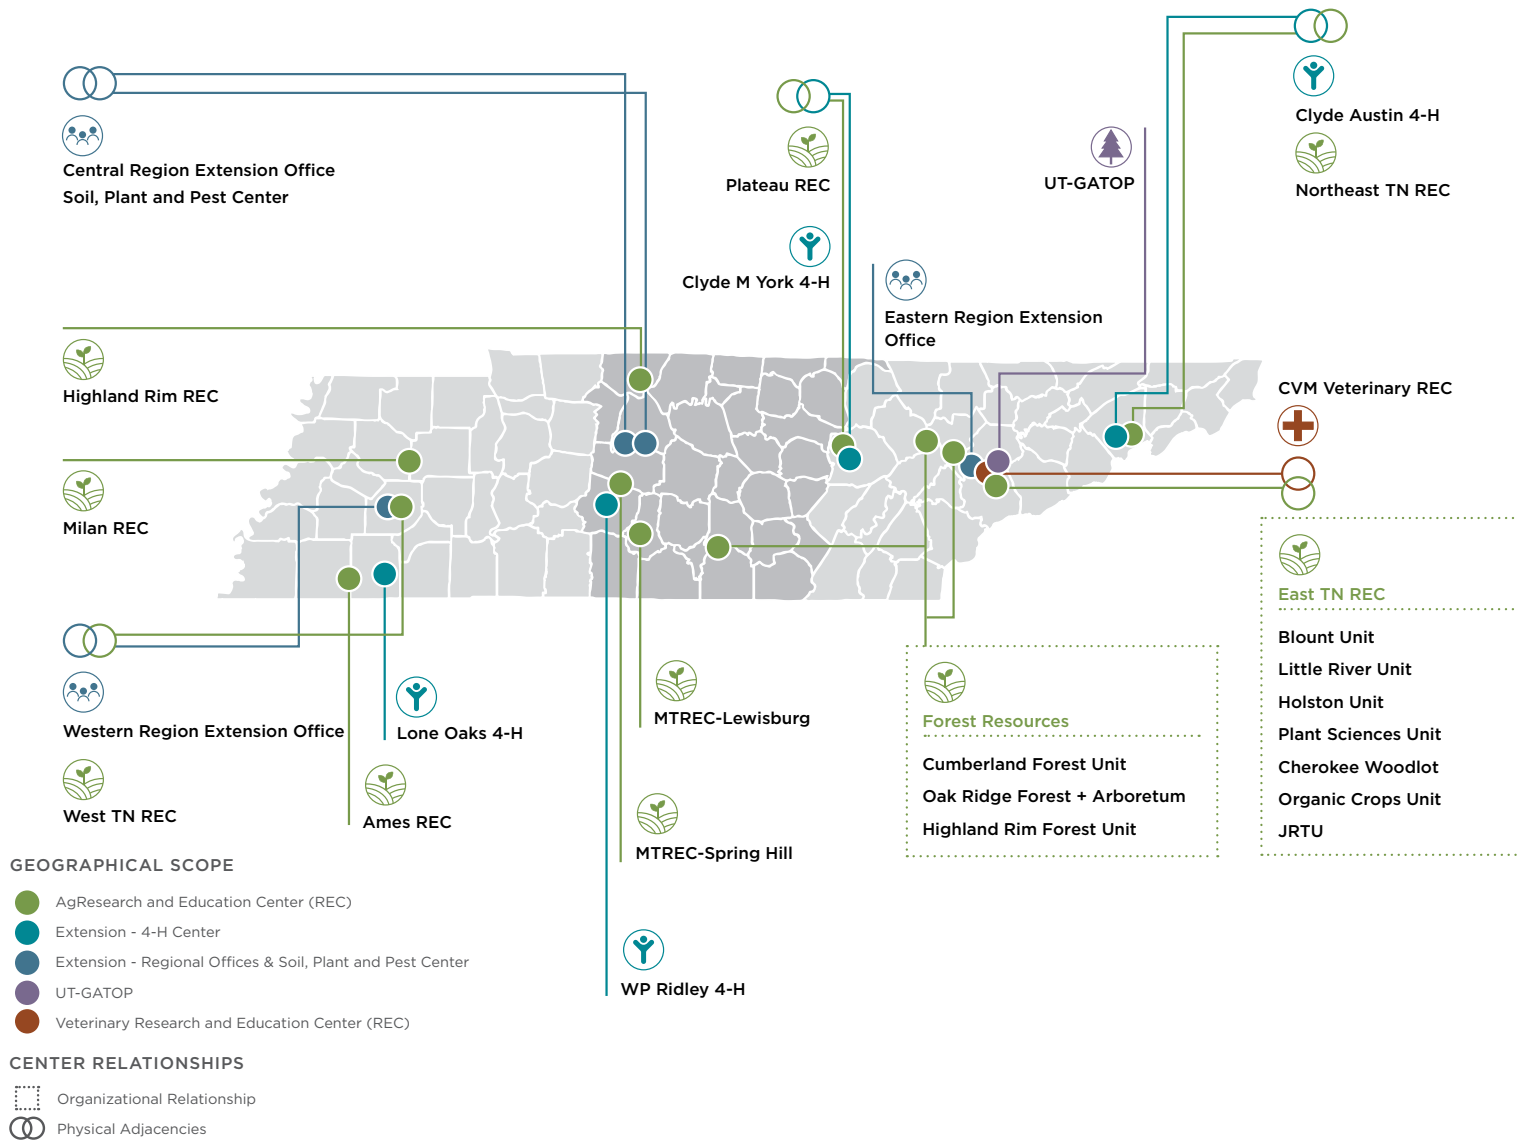 Central Region Extension Office
Soil, Plant and Pest Center
Plateau REC
Clyde M York 4-H
UT-GATOP
Clyde Austin 4-H
Northeast TN REC
Eastern Region Extension
Office
Highland Rim REC
CVM Veterinary REC
Milan REC
Western Region Extension Office
West TN REC
Lone Oaks 4-H
Ames REC
MTREC-Lewisburg
MTREC-Spring Hill
WP Ridley 4-H
Forest Resources
Cumberland Forest Unit
Oak Ridge Forest + Arboretum
Highland Rim Forest Unit
East TN REC
Blount Unit
Little River Unit
Holston Unit
Plant Sciences Unit
Cherokee Woodlot
Organic Crops Unit
JRTU
GEOGRAPHICAL SCOPE
AgResearch and Education Center (REC)
Extension - 4-H Center
Extension - Regional Offices & Soil, Plant and Pest Center
UT-GATOP
Veterinary Research and Education Center (REC)
CENTER RELATIONSHIPS
Organizational Relationship
Physical Adjacencies